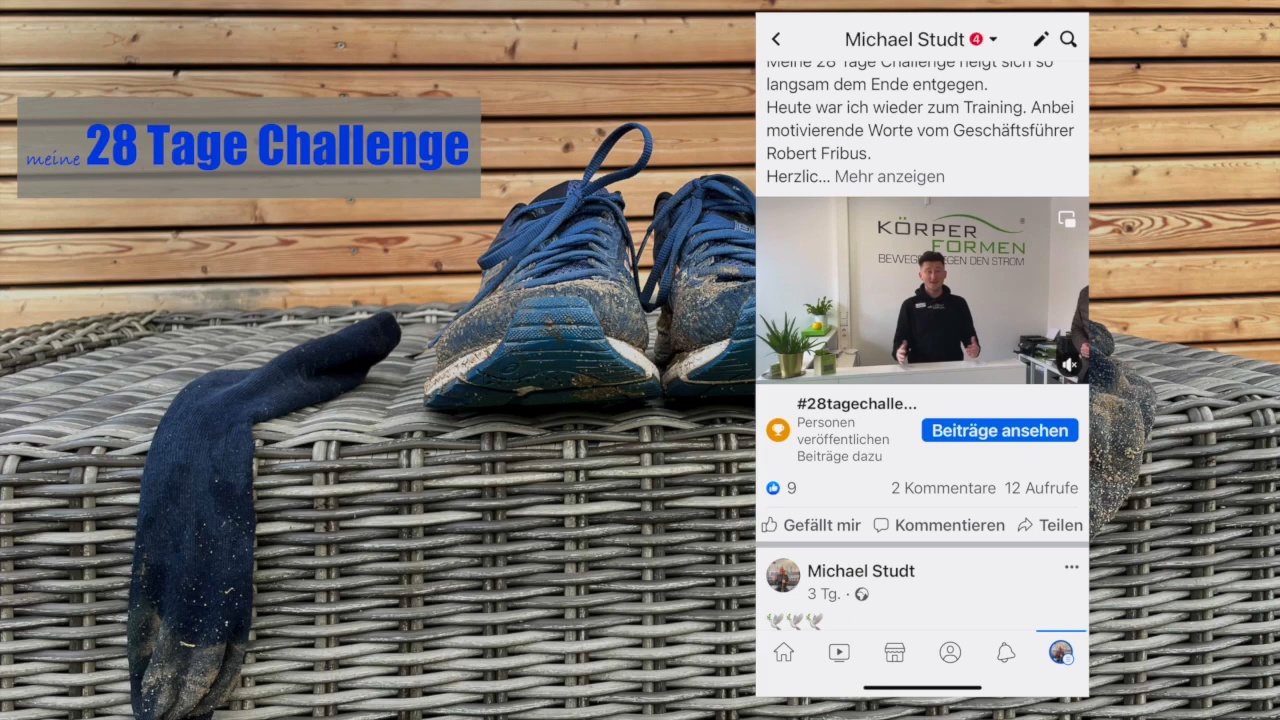 meine 28 Tage Challenge
Michael Studt 4
Meine 28 Tage Challenge neigt sich so
langsam dem Ende entgegen.
Heute war ich wieder zum Training. Anbei
motivierende Worte vom Geschäftsführer
Robert Fribus.
Herzlic... Mehr anzeigen
KÖRPER ®
FORMEN
BEWEG GEGEN DEN STROM
#28tagechalle...
Personen
veröffentlichen
Beiträge dazu
Beiträge ansehen
9 2 Kommentare 12 Aufrufe
Gefällt mir Kommentieren Teilen
Michael Studt
3 Tg. ·